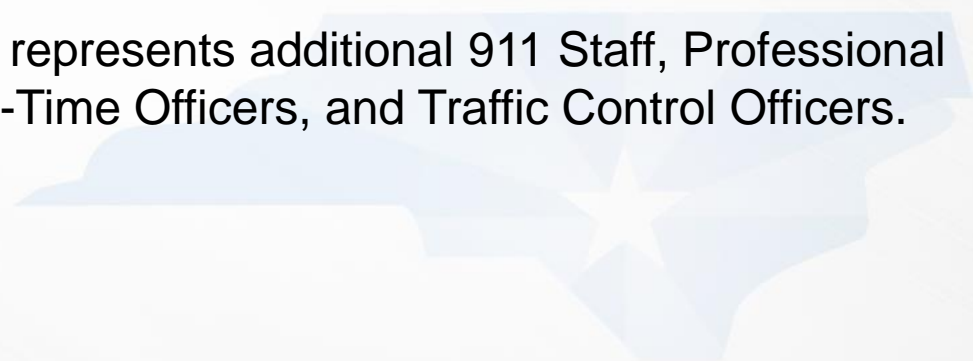 represents additional 911 Staff, Professional
-Time Officers, and Traffic Control Officers.